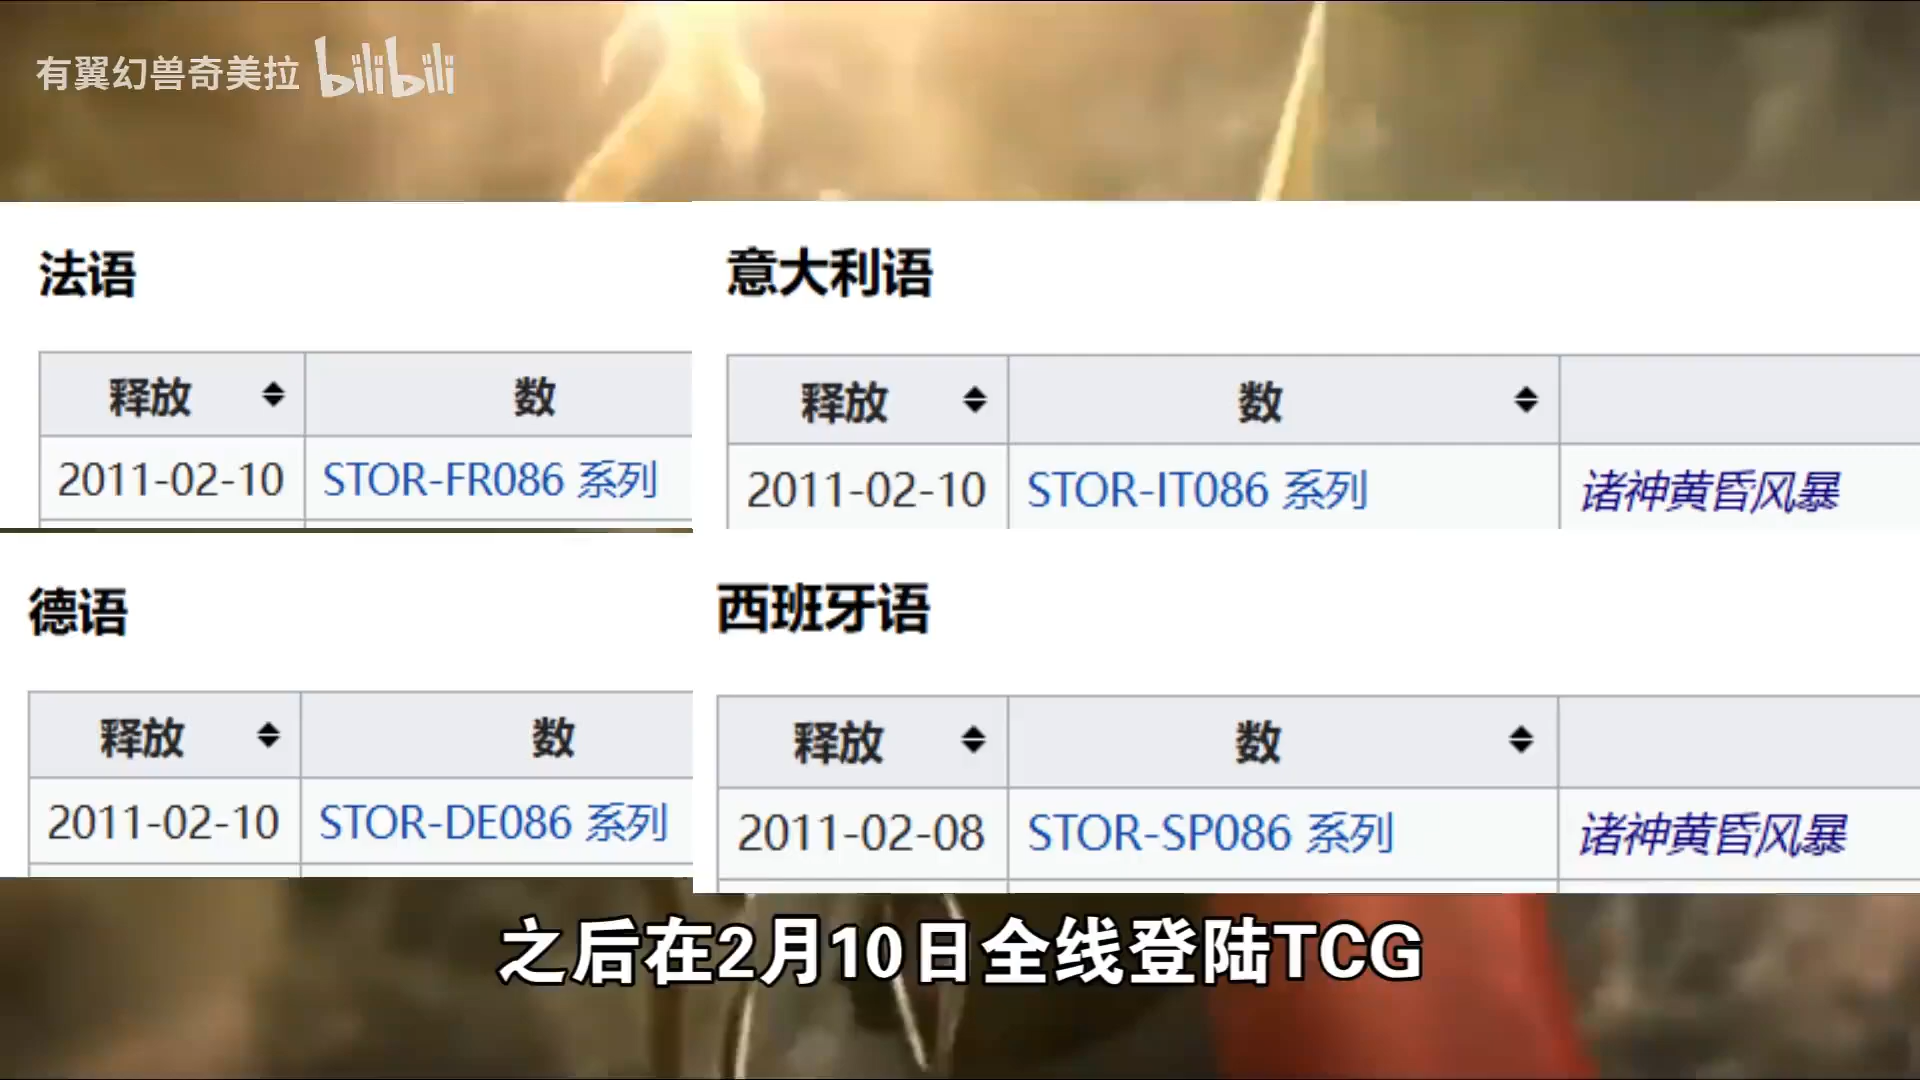 有翼幻兽奇美拉 bilibili
法语
释放 数
2011-02-10 STOR-FR086 系列
意大利语
释放 数
2011-02-10 STOR-IT086 系列 诸神黄昏风暴
德语
释放 数
2011-02-10 STOR-DE086 系列
西班牙语
释放 数
2011-02-08 STOR-SP086 系列 诸神黄昏风暴
之后在2月10日全线登陆TCG